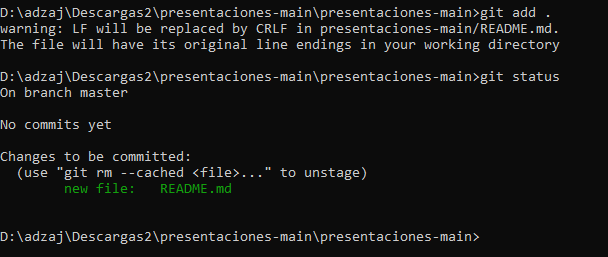 D:\adzaj\Descargas2\presentaciones-main\presentaciones-main>git add .
warning: LF will be replaced by CRLF in presentaciones-main/README.md.
The file will have its original line endings in your working directory
D:\adzaj\Descargas2\presentaciones-main\presentaciones-main>git status
On branch master
No commits yet
Changes to be committed:
  (use "git rm --cached <file>..." to unstage)
        new file:   README.md
D:\adzaj\Descargas2\presentaciones-main\presentaciones-main>